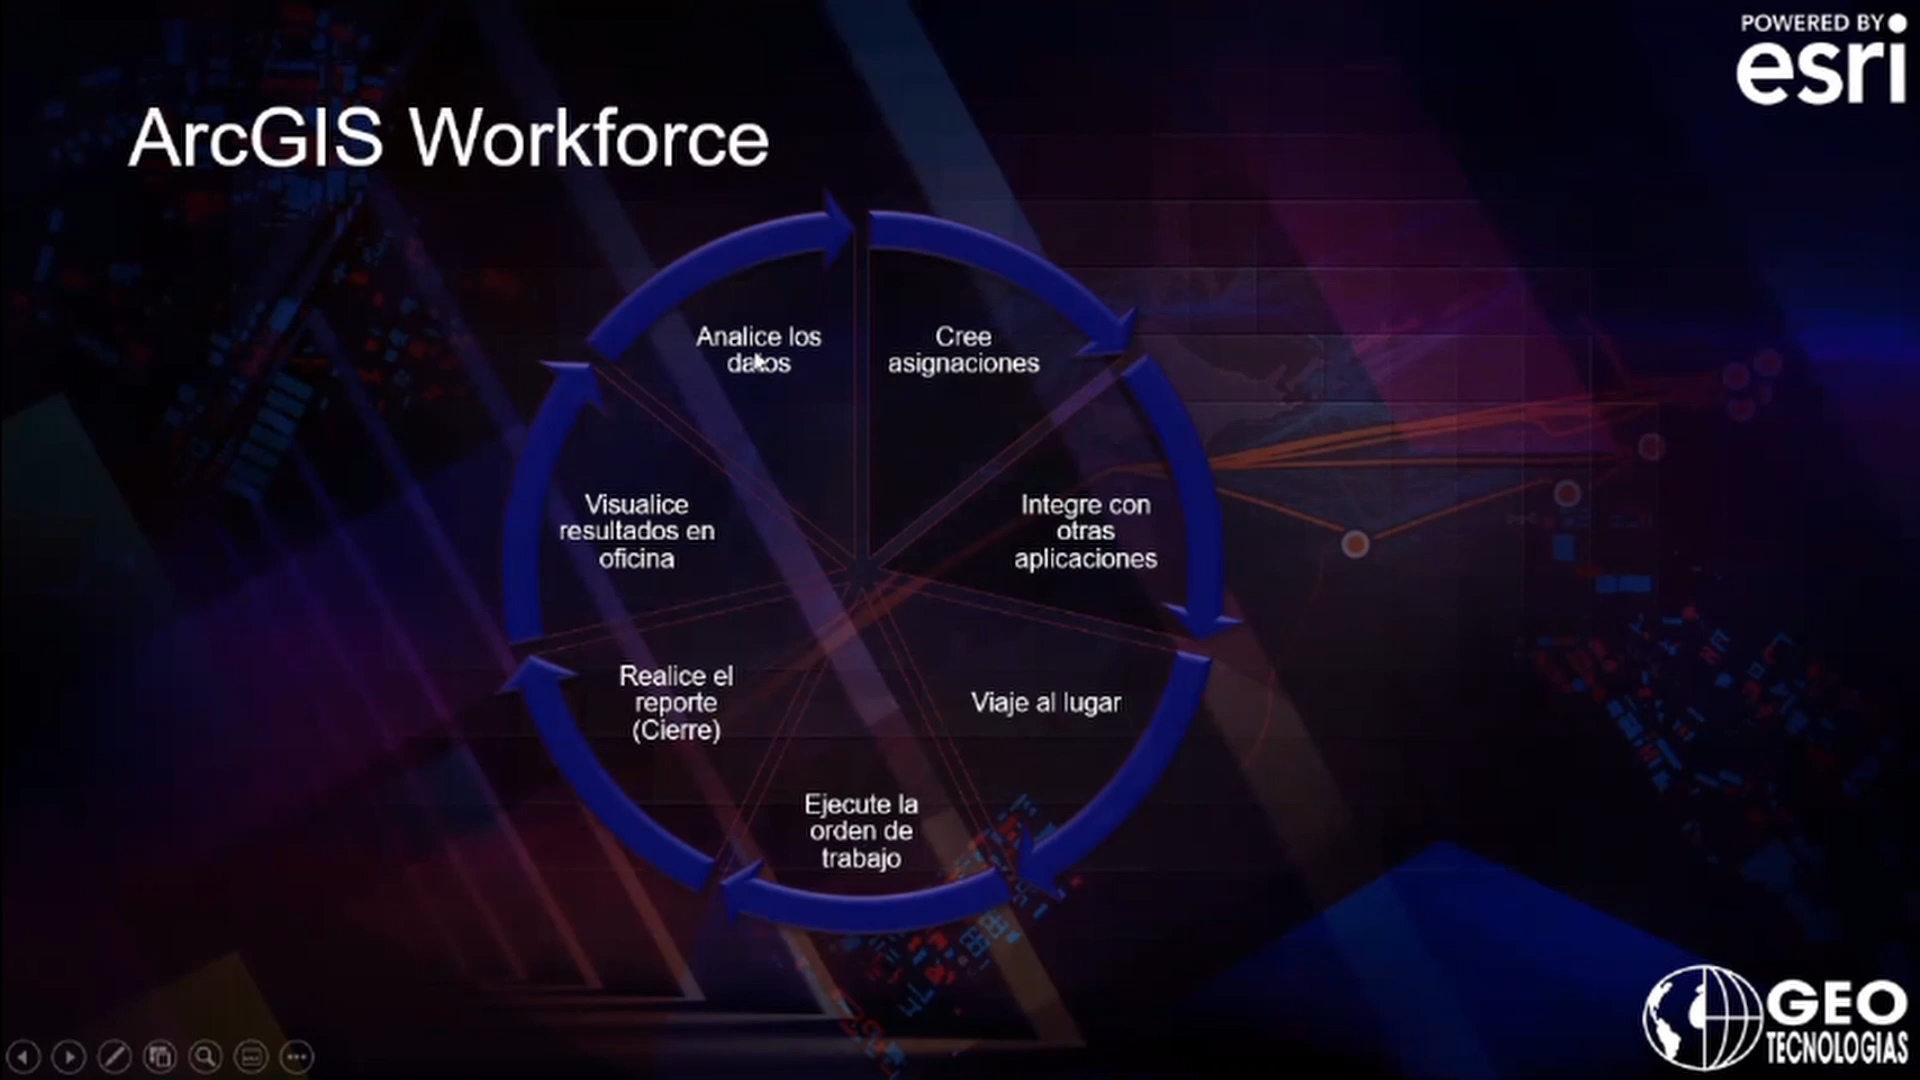 POWERED BY
esri
ArcGIS Workforce
Analice los
datos
Cree
asignaciones
Integre con
otras
aplicaciones
Viaje al lugar
Ejecute la
orden de
trabajo
Realice el
reporte
(Cierre)
Visualice
resultados en
oficina
GEO
TECNOLOGIAS